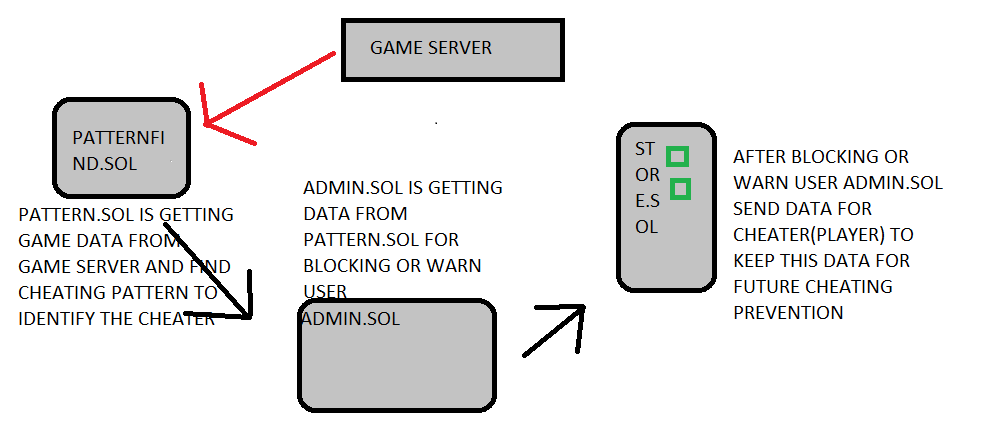 GAME SERVER
PATTERNFI
ND.SOL
PATTERN.SOL IS GETTING
GAME DATA FROM
GAME SERVER AND FIND
CHEATING PATTERN TO
IDENTIFY THE CHEATER
ADMIN.SOL IS GETTING
DATA FROM
PATTERN.SOL FOR
BLOCKING OR WARN
USER
ADMIN.SOL
ST
OR
E.S
OL
AFTER BLOCKING OR
WARN USER ADMIN.SOL
SEND DATA FOR
CHEATER(PLAYER) TO
KEEP THIS DATA FOR
FUTURE CHEATING
PREVENTION